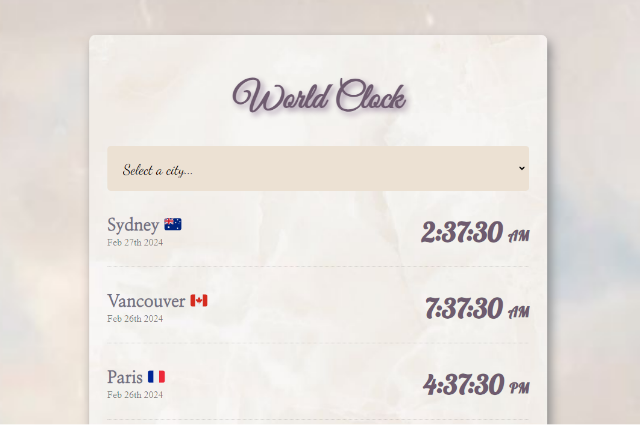 World Clock
Select a city...
Sydney
Feb 27th 2024
2:37:30 AM
Vancouver
Feb 26th 2024
7:37:30 AM
Paris
Feb 26th 2024
4:37:30 PM